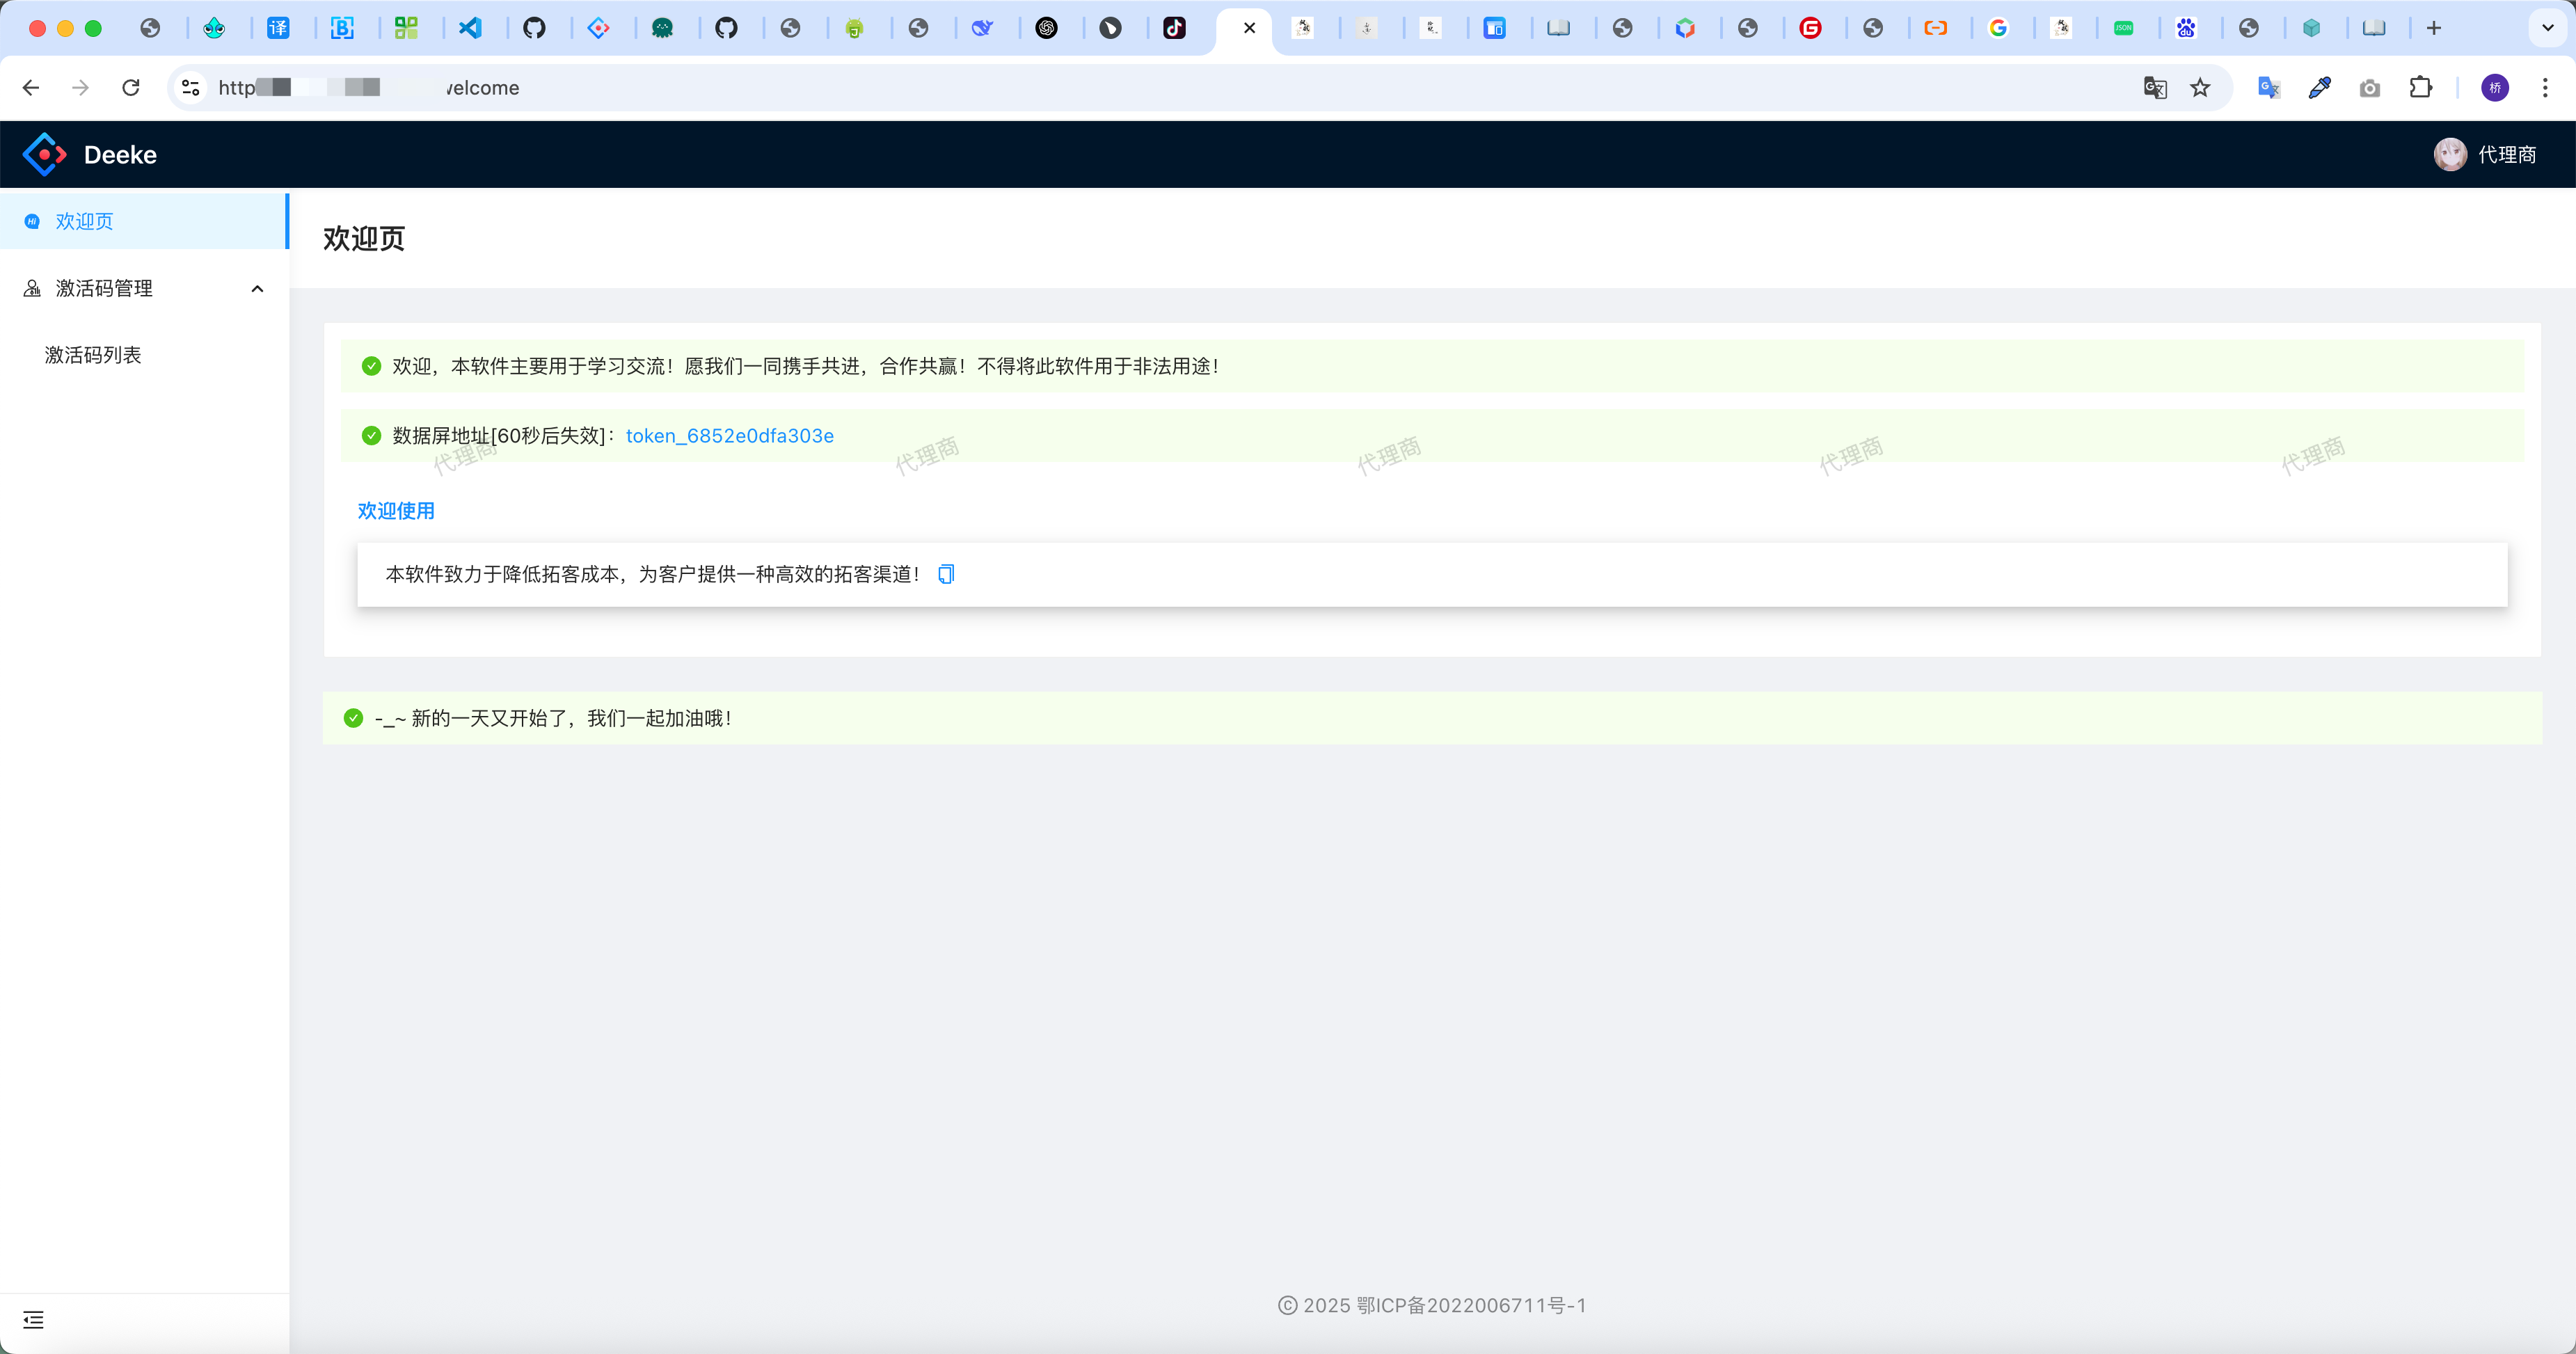 http
velcome
桥
Deeke
代理商
欢迎页
激活码管理
激活码列表
欢迎页
欢迎，本软件主要用于学习交流！愿我们一同携手共进，合作共赢！不得将此软件用于非法用途！
数据屏地址[60秒后失效]：token_6852e0dfa303e
代理商 代理商 代理商 代理商 代理商
欢迎使用
本软件致力于降低拓客成本，为客户提供一种高效的拓客渠道！
-_~ 新的一天又开始了，我们一起加油哦！
© 2025 鄂ICP备2022006711号-1